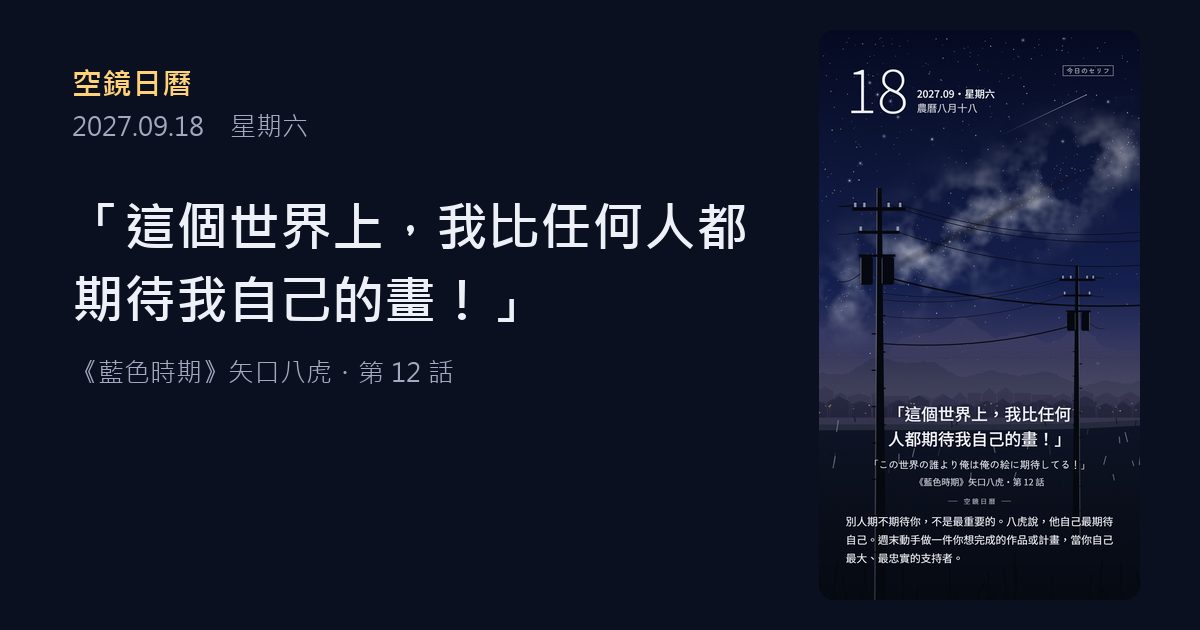 空鏡日曆
2027.09.18　星期六
「這個世界上，我比任何人都
期待我自己的畫！」
《藍色時期》矢口八虎・第 12 話
今日のセリフ
18
2027.09・星期六
農曆八月十八
「這個世界上，我比任何
人都期待我自己的畫！」
「この世界の誰より俺は俺の絵に期待してる！」
《藍色時期》矢口八虎・第 12 話
空鏡日曆
別人期不期待你，不是最重要的。八虎說，他自己最期待
自己。週末動手做一件你想完成的作品或計畫，當你自己
最大、最忠實的支持者。